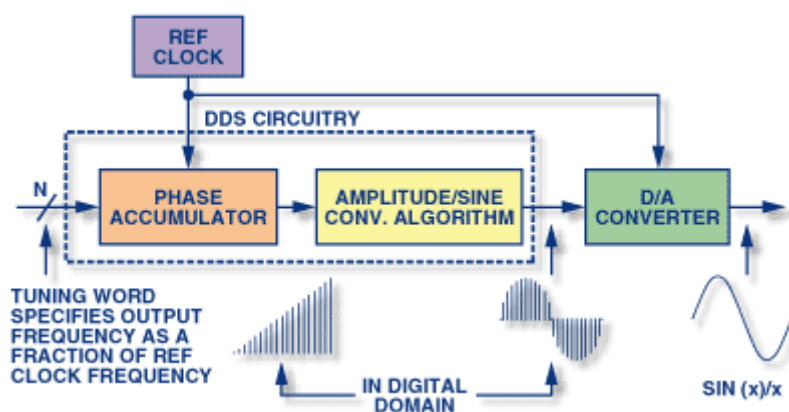 REF
CLOCK
DDS CIRCUITRY
N
PHASE
ACCUMULATOR
AMPLITUDE/SINE
CONV. ALGORITHM
D/A
CONVERTER
TUNING WORD
SPECIFIES OUTPUT
FREQUENCY AS A
FRACTION OF REF
CLOCK FREQUENCY
IN DIGITAL
DOMAIN
SIN (x)/x